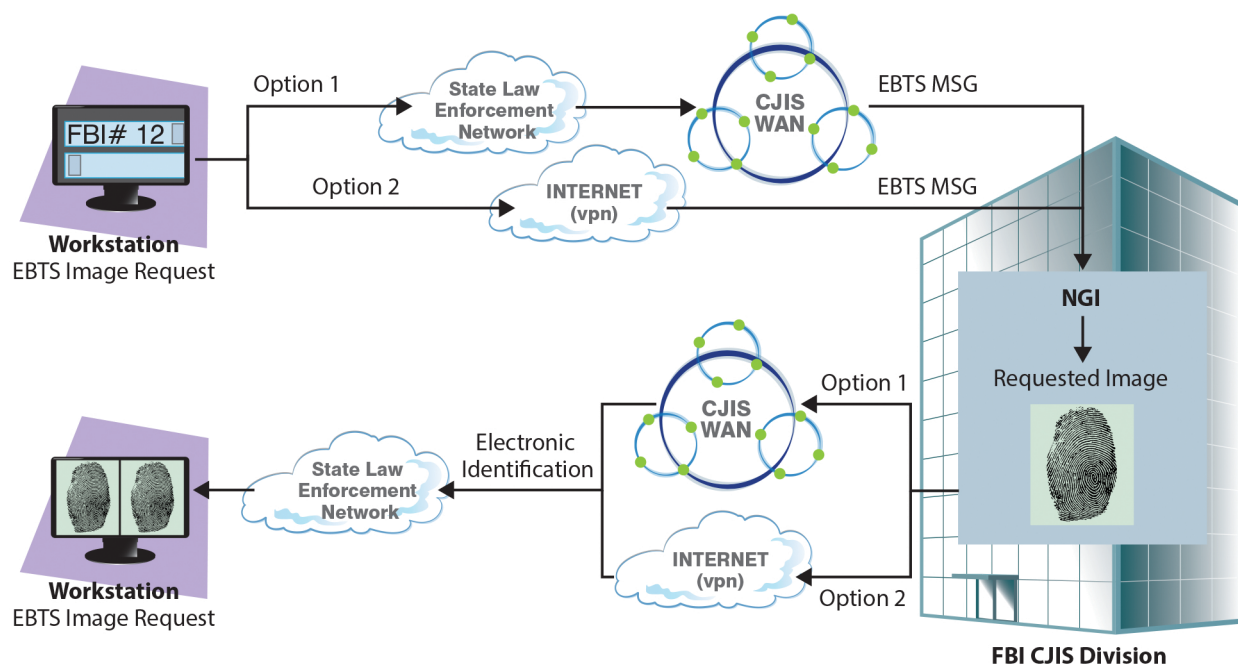 Option 1
State Law
Enforcement
Network
CJIS
WAN
EBTS MSG
FBI# 12
Option 2
INTERNET
(vpn)
EBTS MSG
Workstation
EBTS Image Request
NGI
Requested Image
Option 1
CJIS
WAN
Electronic
Identification
State Law
Enforcement
Network
INTERNET
(vpn)
Option 2
Workstation
EBTS Image Request
FBI CJIS Division